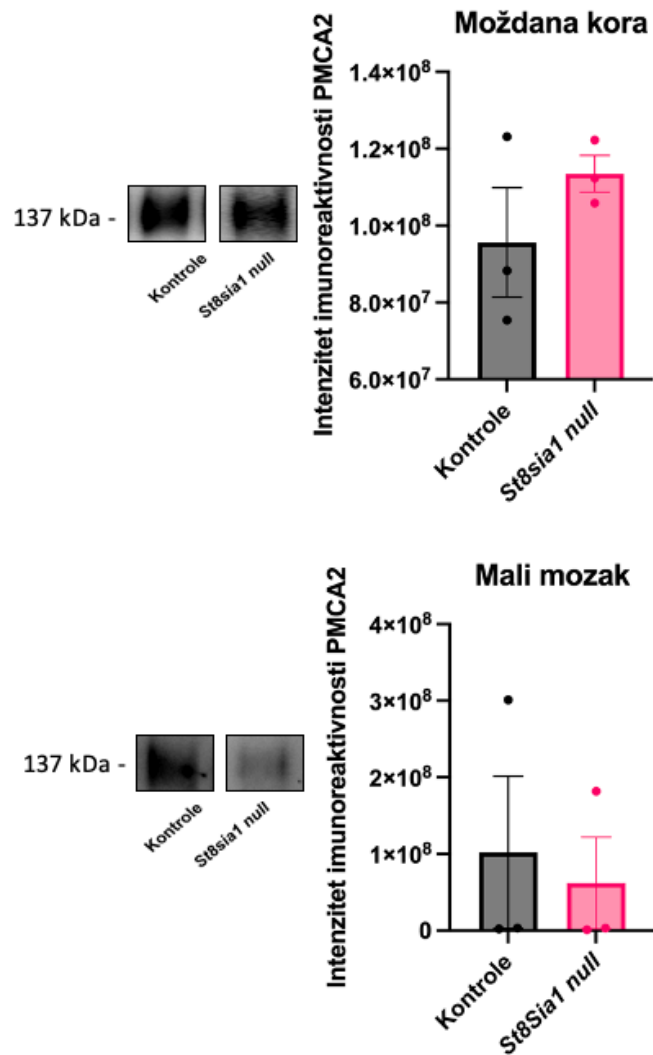 Moždana kora
Intenzitet imunoreaktivnosti PMCA2
1.4×10⁸
1.2×10⁸
1.0×10⁸
8.0×10⁷
6.0×10⁷
137 kDa -
Kontrole
St8sia1 null
Kontrole
St8sia1 null
Mali mozak
Intenzitet imunoreaktivnosti PMCA2
4×10⁸
3×10⁸
2×10⁸
1×10⁸
0
137 kDa -
Kontrole
St8sia1 null
Kontrole
St8Sia1 null